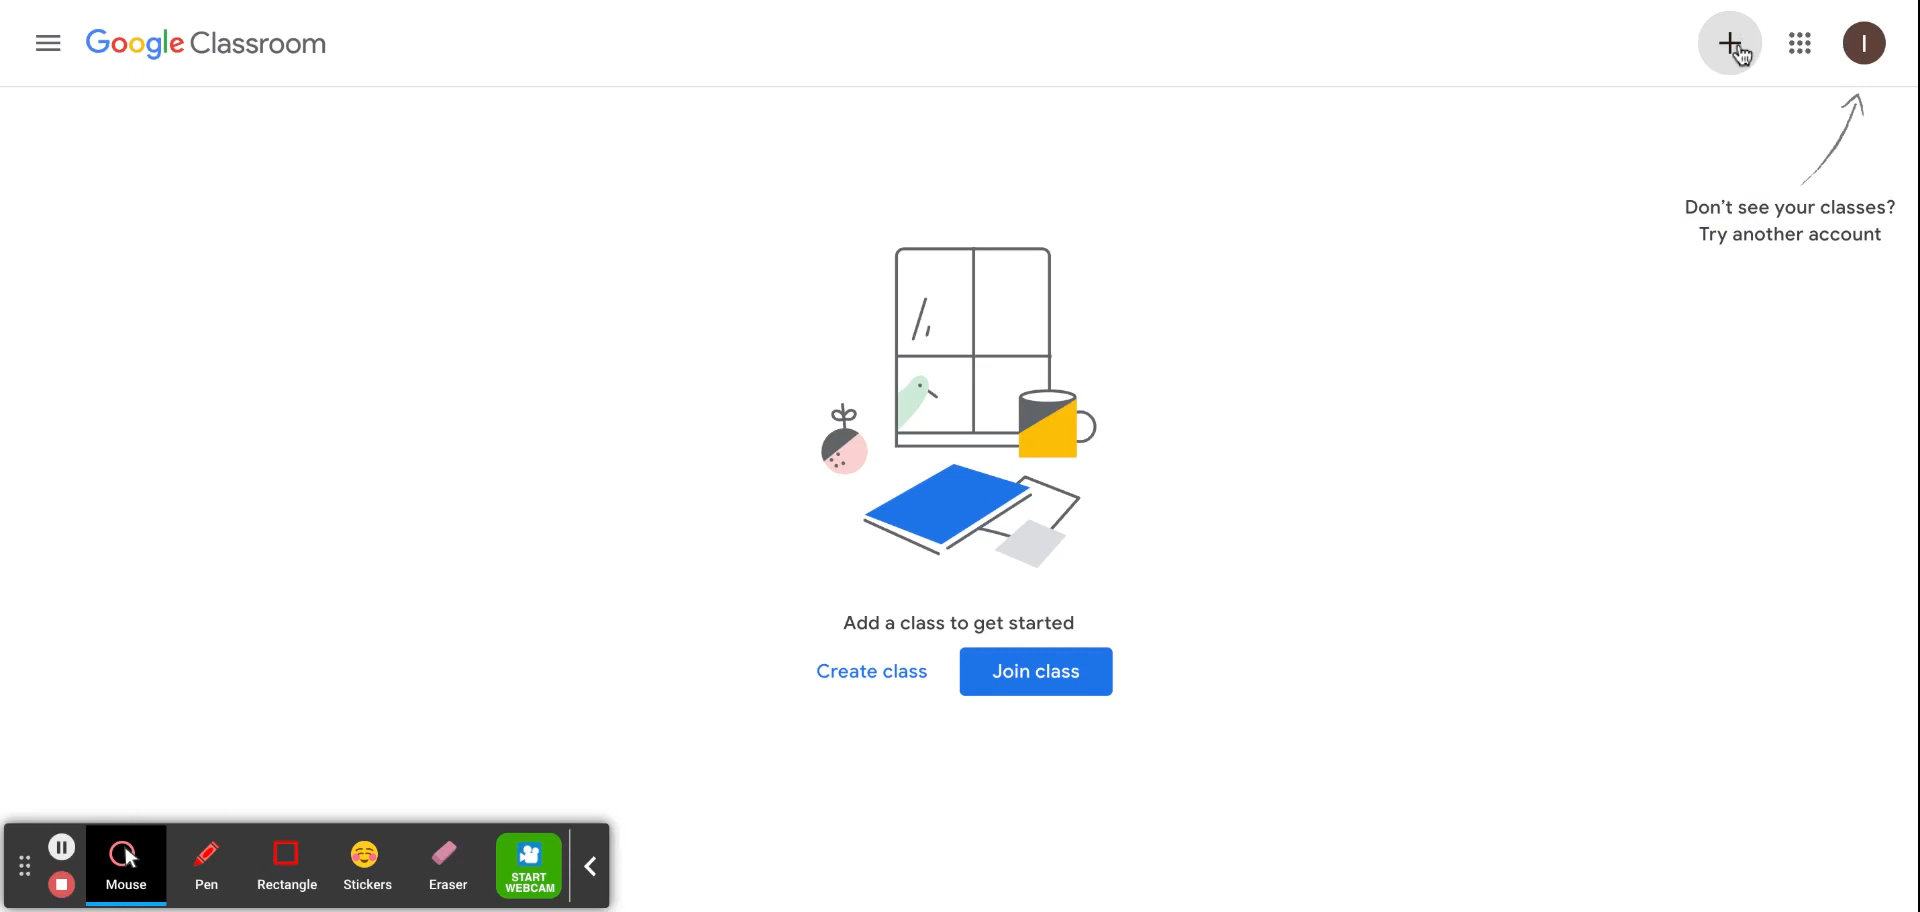 Google Classroom
I
Don't see your classes?
Try another account
Add a class to get started
Create class
Join class
Mouse
Pen
Rectangle
Stickers
Eraser
START
WEBCAM